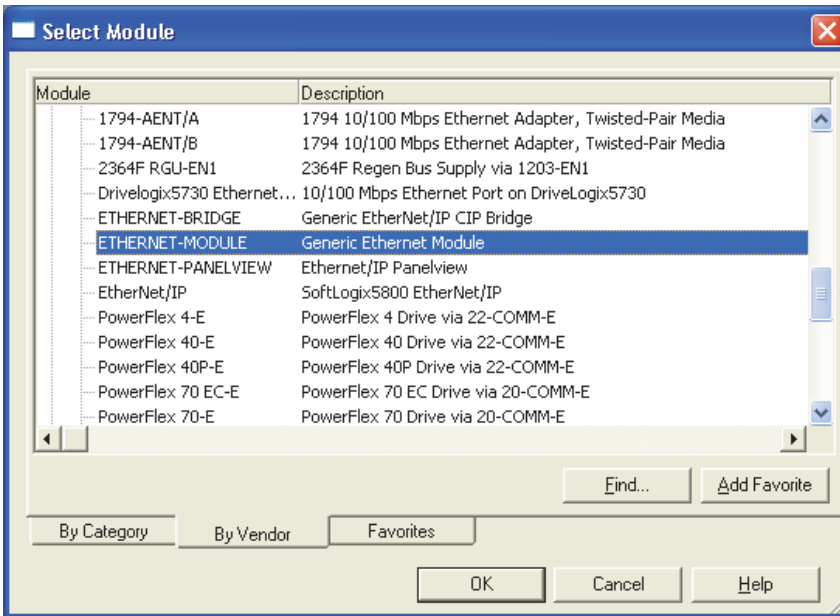 Select Module
Module Description
1794-AENT/A 1794 10/100 Mbps Ethernet Adapter, Twisted-Pair Media
1794-AENT/B 1794 10/100 Mbps Ethernet Adapter, Twisted-Pair Media
2364F RGU-EN1 2364F Regen Bus Supply via 1203-EN1
Drivelogix5730 Ethernet... 10/100 Mbps Ethernet Port on DriveLogix5730
ETHERNET-BRIDGE Generic EtherNet/IP CIP Bridge
ETHERNET-MODULE Generic Ethernet Module
ETHERNET-PANELVIEW Ethernet/IP Panelview
EtherNet/IP SoftLogix5800 EtherNet/IP
PowerFlex 4-E PowerFlex 4 Drive via 22-COMM-E
PowerFlex 40-E PowerFlex 40 Drive via 22-COMM-E
PowerFlex 40P-E PowerFlex 40P Drive via 22-COMM-E
PowerFlex 70 EC-E PowerFlex 70 EC Drive via 20-COMM-E
PowerFlex 70-E PowerFlex 70 Drive via 20-COMM-E
Find... Add Favorite
By Category By Vendor Favorites
OK Cancel Help